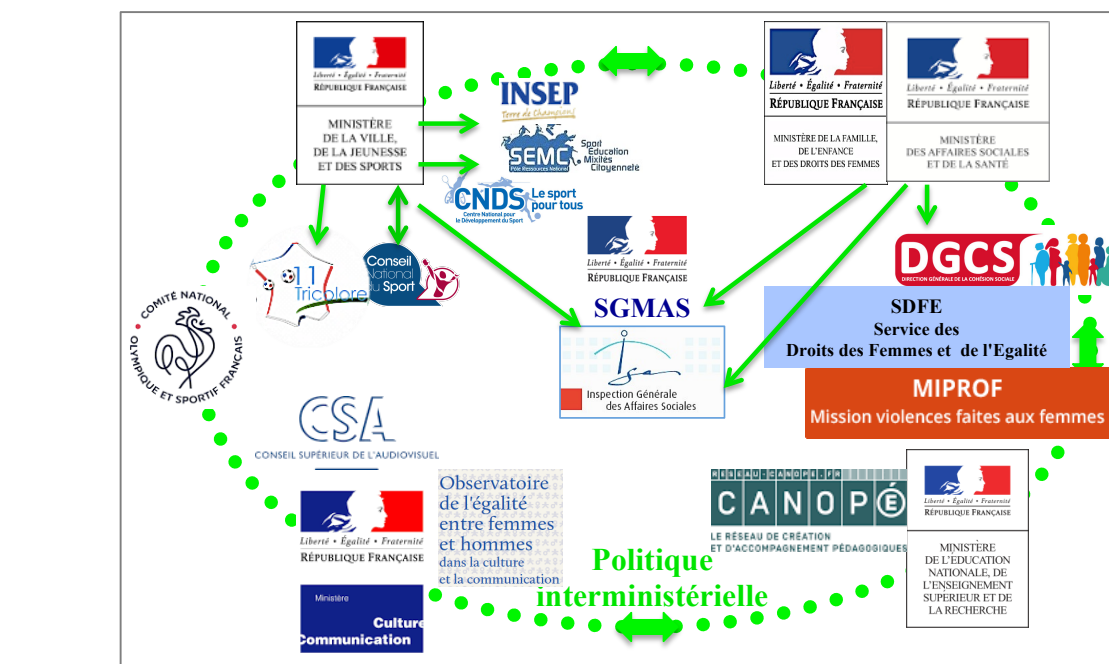 Liberté • Égalité • Fraternité
RÉPUBLIQUE FRANÇAISE
MINISTÈRE
DE LA VILLE,
DE LA JEUNESSE
ET DES SPORTS
INSEP
Terre de Champions
SEMC
Sport
Education
Mixités
Citoyenneté
Pôle Ressources National
CNDS
Le sport
pour tous
Centre National pour
le Développement du Sport
Liberté • Égalité • Fraternité
RÉPUBLIQUE FRANÇAISE
MINISTÈRE DE LA FAMILLE,
DE L'ENFANCE
ET DES DROITS DES FEMMES
Liberté • Égalité • Fraternité
RÉPUBLIQUE FRANÇAISE
MINISTÈRE
DES AFFAIRES SOCIALES
ET DE LA SANTÉ
11
Tricolore
Conseil
National
du Sport
Liberté • Égalité • Fraternité
RÉPUBLIQUE FRANÇAISE
SGMAS
Inspection Générale
des Affaires Sociales
DGCS
DIRECTION GÉNÉRALE DE LA COHÉSION SOCIALE
SDFE
Service des
Droits des Femmes et de l'Egalité
MIPROF
Mission violences faites aux femmes
COMITÉ NATIONAL
OLYMPIQUE ET SPORTIF FRANÇAIS
CSA
CONSEIL SUPÉRIEUR DE L'AUDIOVISUEL
Liberté • Égalité • Fraternité
RÉPUBLIQUE FRANÇAISE
Ministère
Culture
Communication
Observatoire
de l'égalité
entre femmes
et hommes
dans la culture
et la communication
RESEAU-CANOPE.FR
CANOPÉ
LE RÉSEAU DE CRÉATION
ET D'ACCOMPAGNEMENT PÉDAGOGIQUES
Liberté • Égalité • Fraternité
RÉPUBLIQUE FRANÇAISE
MINISTÈRE
DE L'EDUCATION
NATIONALE, DE
L'ENSEIGNEMENT
SUPERIEUR ET DE
LA RECHERCHE
Politique
interministérielle